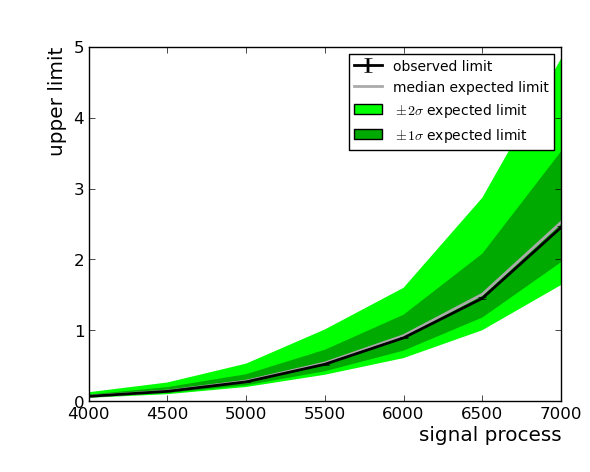 5
4
3
2
1
0
upper limit
observed limit
median expected limit
±2σ expected limit
±1σ expected limit
4000 4500 5000 5500 6000 6500 7000
signal process